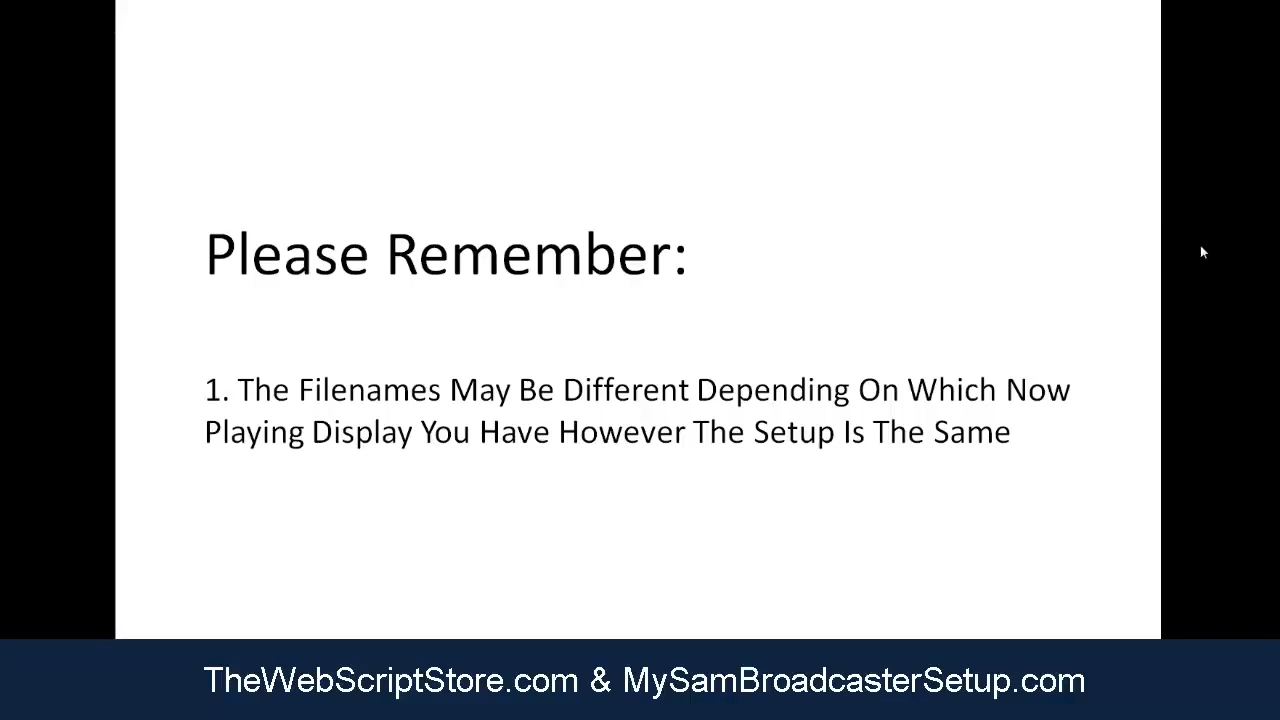 Please Remember:
1. The Filenames May Be Different Depending On Which Now
Playing Display You Have However The Setup Is The Same
TheWebScriptStore.com & MySamBroadcasterSetup.com